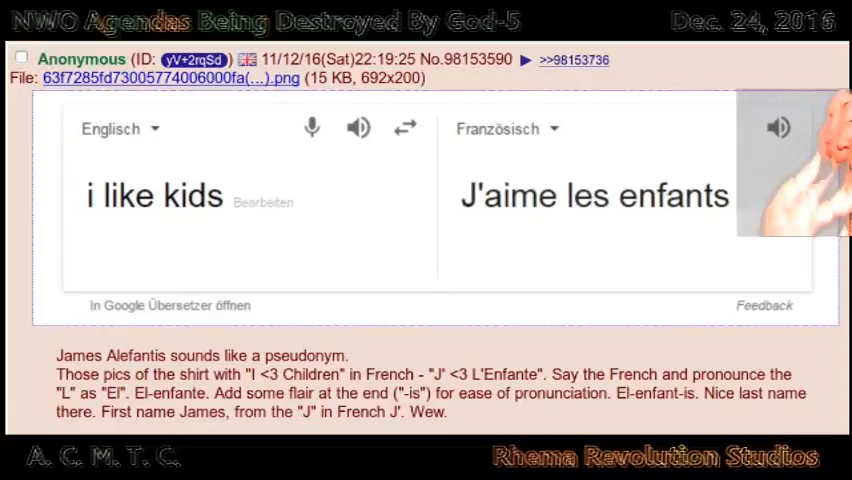 NWO Agendas Being Destroyed By God-5
Dec. 24, 2016
Anonymous (ID: yV+2rqSd) 11/12/16(Sat)22:19:25 No.98153590 ▶ >>98153736
File: 63f7285fd73005774006000fa(...).png (15 KB, 692x200)
Englisch
Französisch
i like kids Bearbeiten
J'aime les enfants
In Google Übersetzer öffnen
Feedback
James Alefantis sounds like a pseudonym.
Those pics of the shirt with "I <3 Children" in French - "J' <3 L'Enfante". Say the French and pronounce the
"L" as "El". El-enfante. Add some flair at the end ("-is") for ease of pronunciation. El-enfant-is. Nice last name
there. First name James, from the "J" in French J'. Wew.
A. C. M. T. C.
Rhema Revolution Studios